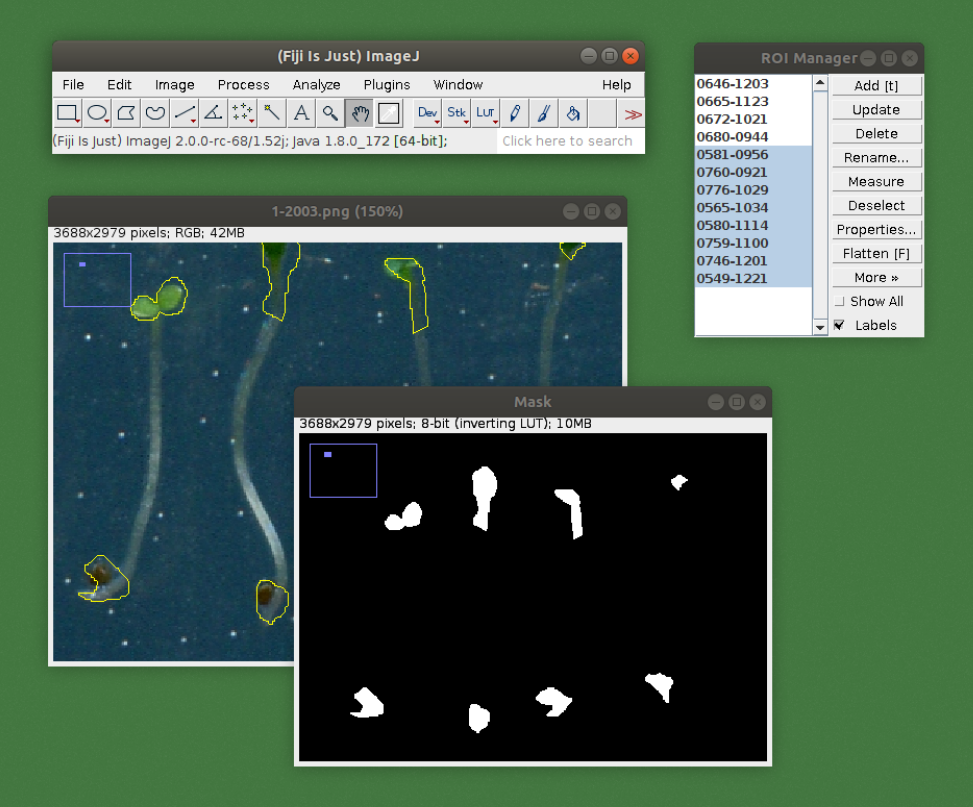 (Fiji Is Just) ImageJ
File Edit Image Process Analyze Plugins Window Help
A Dev Stk LUT >>
(Fiji Is Just) ImageJ 2.0.0-rc-68/1.52j; Java 1.8.0_172 [64-bit]; Click here to search
ROI Manager
0646-1203
0665-1123
0672-1021
0680-0944
0581-0956
0760-0921
0776-1029
0565-1034
0580-1114
0759-1100
0746-1201
0549-1221
Add [t]
Update
Delete
Rename...
Measure
Deselect
Properties...
Flatten [F]
More »
Show All
Labels
1-2003.png (150%)
3688x2979 pixels; RGB; 42MB
Mask
3688x2979 pixels; 8-bit (inverting LUT); 10MB